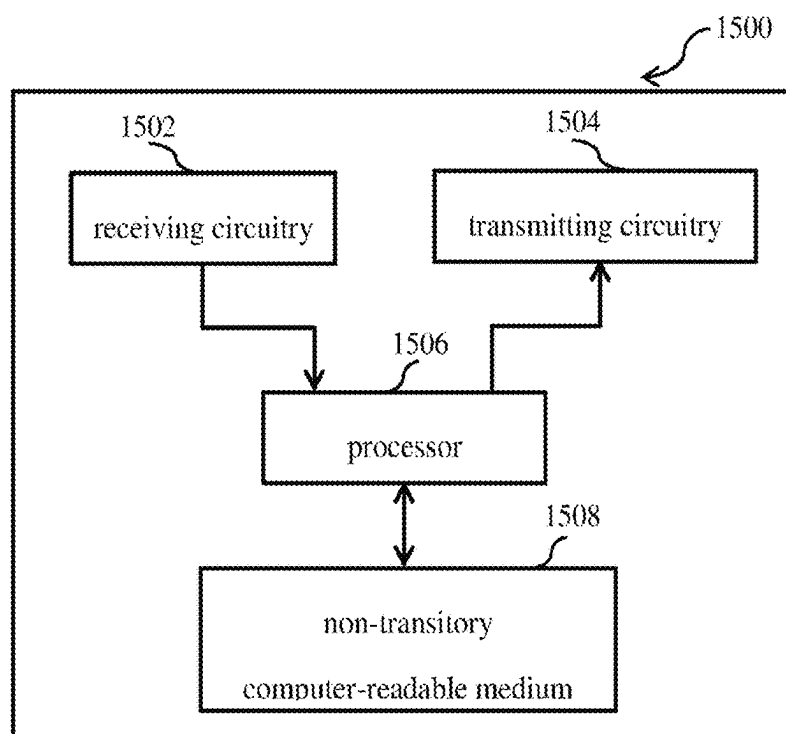 1500
1502
1504
receiving circuitry
transmitting circuitry
1506
processor
1508
non-transitory
computer-readable medium